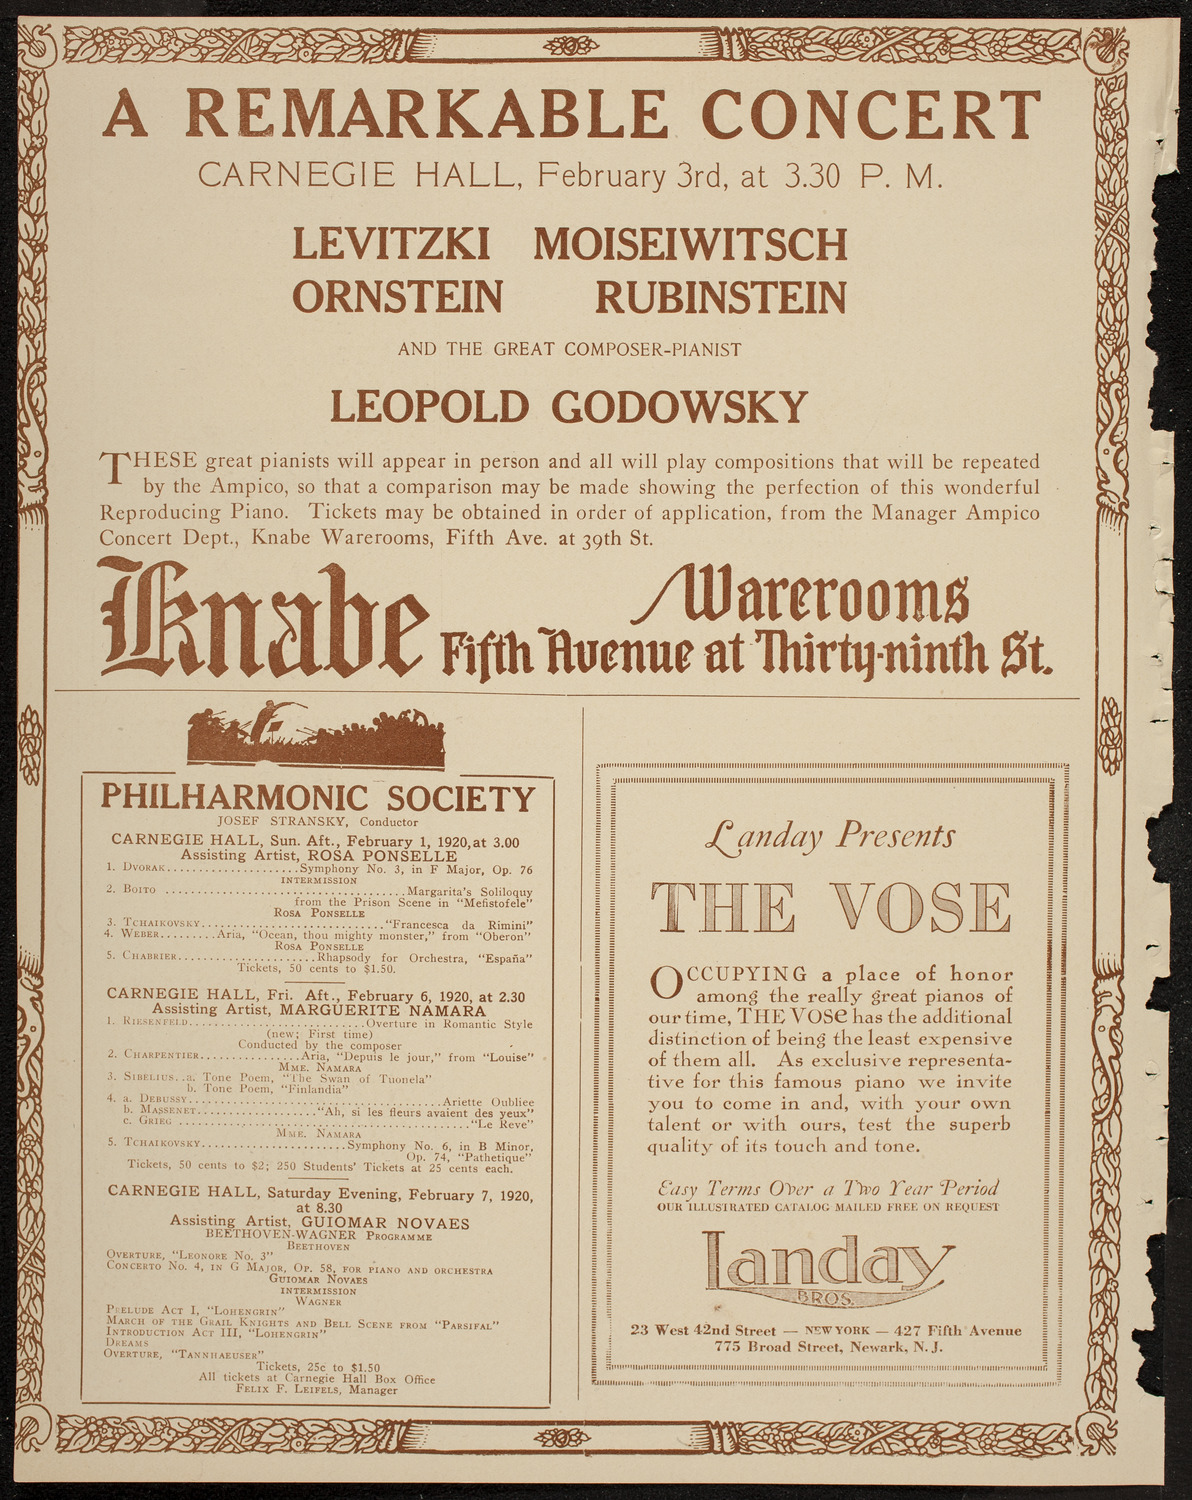 A REMARKABLE CONCERT
CARNEGIE HALL, February 3rd, at 3.30 P. M.
LEVITZKI MOISEIWITSCH
ORNSTEIN RUBINSTEIN
AND THE GREAT COMPOSER-PIANIST
LEOPOLD GODOWSKY
THESE great pianists will appear in person and all will play compositions that will be repeated
by the Ampico, so that a comparison may be made showing the perfection of this wonderful
Reproducing Piano. Tickets may be obtained in order of application, from the Manager Ampico
Concert Dept., Knabe Warerooms, Fifth Ave. at 39th St.
Knabe Warerooms
Fifth Avenue at Thirty-ninth St.
PHILHARMONIC SOCIETY
JOSEF STRANSKY, Conductor
CARNEGIE HALL, Sun. Aft., February 1, 1920, at 3.00
Assisting Artist, ROSA PONSELLE
1. DVORAK....................Symphony No. 3, in F Major, Op. 76
INTERMISSION
2. BOITO ....................................Margarita's Soliloquy
from the Prison Scene in "Mefistofele"
ROSA PONSELLE
3. TCHAIKOVSKY............................"Francesca da Rimini"
4. WEBER.........Aria, "Ocean, thou mighty monster," from "Oberon"
ROSA PONSELLE
5. CHABRIER.....................Rhapsody for Orchestra, "España"
Tickets, 50 cents to $1.50.
CARNEGIE HALL, Fri. Aft., February 6, 1920, at 2.30
Assisting Artist, MARGUERITE NAMARA
1. RIESENFELD..........................Overture in Romantic Style
(new; First time)
Conducted by the composer
2. CHARPENTIER...............Aria, "Depuis le jour," from "Louise"
MME. NAMARA
3. SIBELIUS..a. Tone Poem, "The Swan of Tuonela"
b. Tone Poem, "Finlandia"
4. a. DEBUSSY......................................Ariette Oubliee
b. MASSENET..................."Ah, si les fleurs avaient des yeux"
c. GRIEG ............................................"Le Reve"
MME. NAMARA
5. TCHAIKOVSKY......................Symphony No. 6, in B Minor,
Op. 74, "Pathetique"
Tickets, 50 cents to $2; 250 Students' Tickets at 25 cents each.
CARNEGIE HALL, Saturday Evening, February 7, 1920,
at 8.30
Assisting Artist, GUIOMAR NOVAES
BEETHOVEN-WAGNER PROGRAMME
BEETHOVEN
OVERTURE, "LEONORE NO. 3"
CONCERTO NO. 4, IN G MAJOR, OP. 58, FOR PIANO AND ORCHESTRA
GUIOMAR NOVAES
INTERMISSION
WAGNER
PRELUDE ACT I, "LOHENGRIN"
MARCH OF THE GRAIL KNIGHTS AND BELL SCENE FROM "PARSIFAL"
INTRODUCTION ACT III, "LOHENGRIN"
DREAMS
OVERTURE, "TANNHAEUSER"
Tickets, 25c to $1.50
All tickets at Carnegie Hall Box Office
FELIX F. LEIFELS, Manager
Landay Presents
THE VOSE
OCCUPYING a place of honor
among the really great pianos of
our time, THE VOSE has the additional
distinction of being the least expensive
of them all. As exclusive representa-
tive for this famous piano we invite
you to come in and, with your own
talent or with ours, test the superb
quality of its touch and tone.
Easy Terms Over a Two Year Period
OUR ILLUSTRATED CATALOG MAILED FREE ON REQUEST
Landay
BROS.
23 West 42nd Street — NEW YORK — 427 Fifth Avenue
775 Broad Street, Newark, N. J.